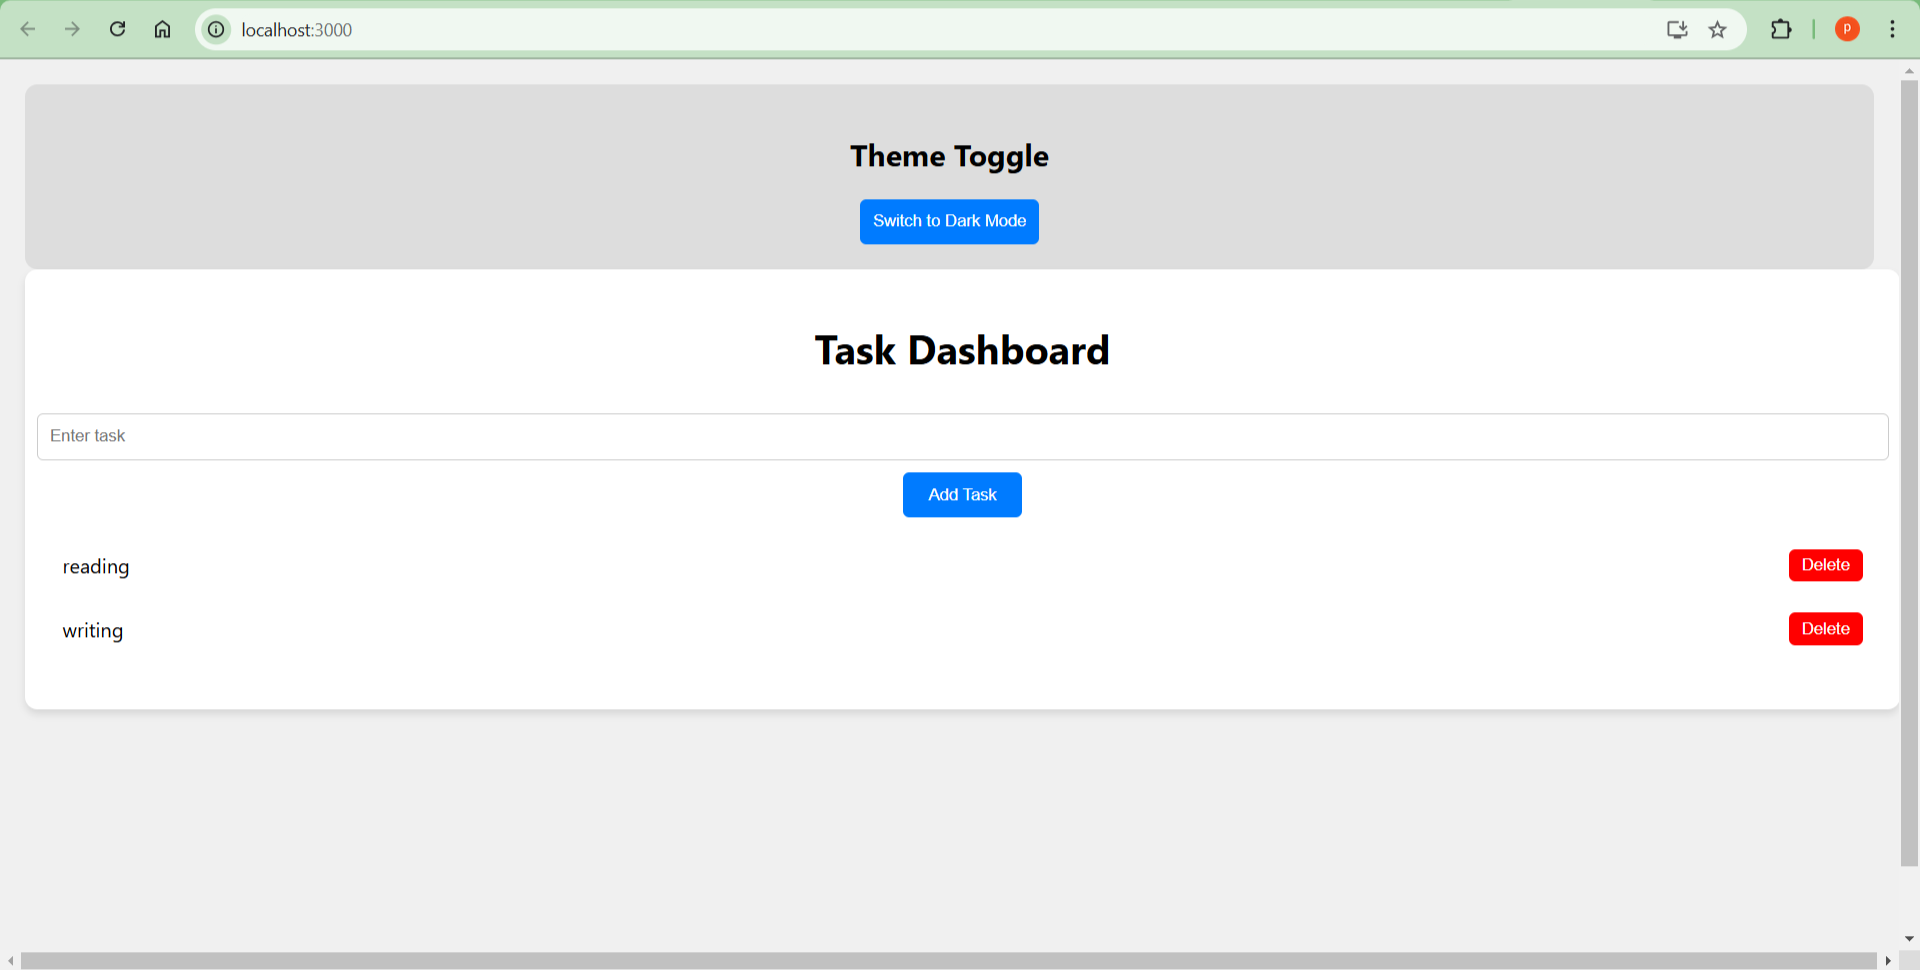 localhost:3000
P
Theme Toggle
Switch to Dark Mode
Task Dashboard
Enter task
Add Task
reading
Delete
writing
Delete